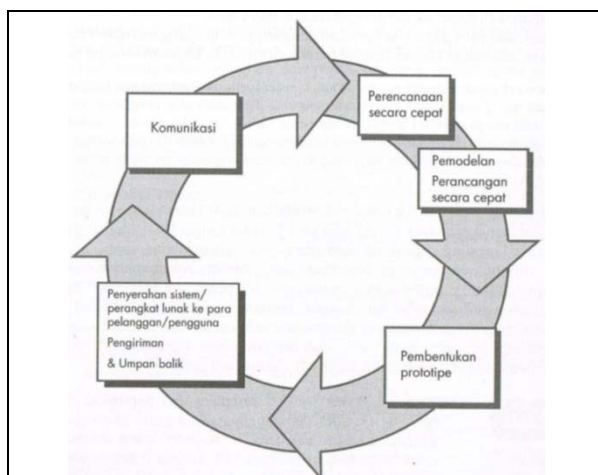 Komunikasi
Perencanaan
secara cepat
Pemodelan
Perancangan
secara cepat
Pembentukan
prototipe
Penyerahan sistem/
perangkat lunak ke para
pelanggan/pengguna
Pengiriman
& Umpan balik